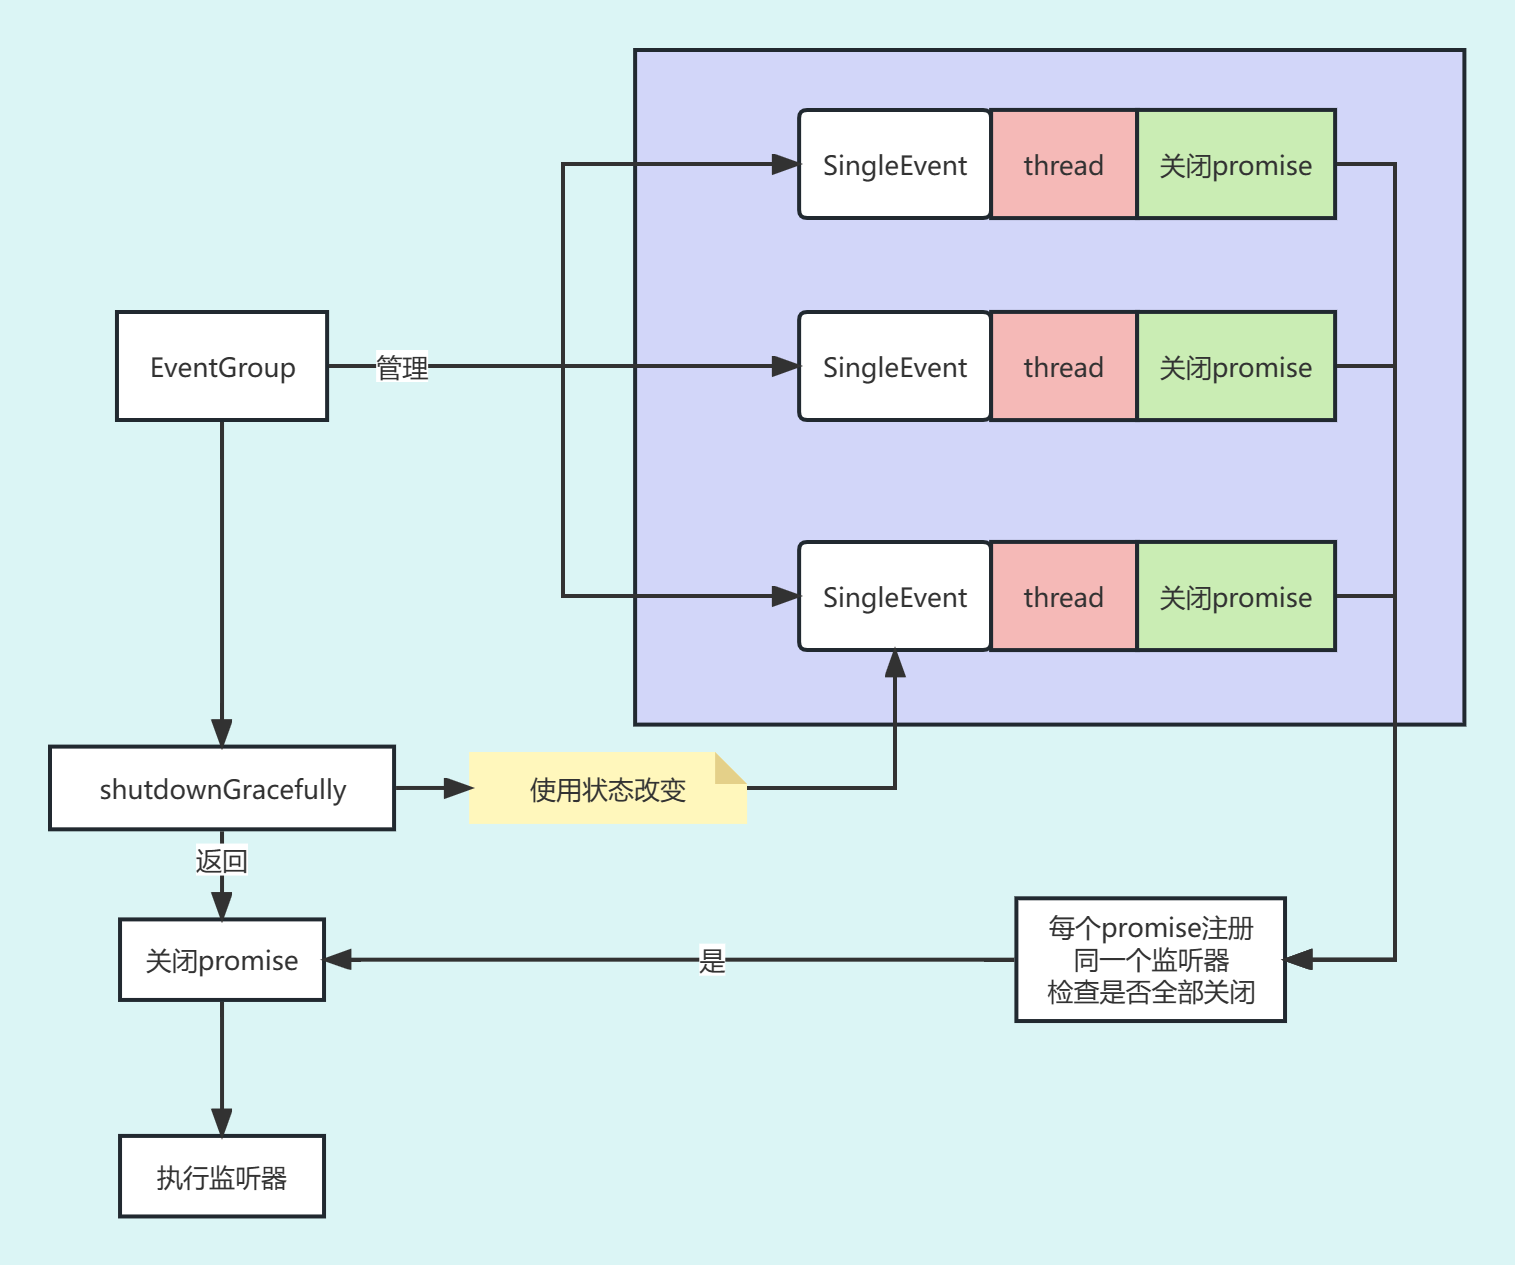 SingleEvent
thread
关闭promise
EventGroup
管理
SingleEvent
thread
关闭promise
SingleEvent
thread
关闭promise
shutdownGracefully
使用状态改变
返回
关闭promise
是
每个promise注册
同一个监听器
检查是否全部关闭
执行监听器